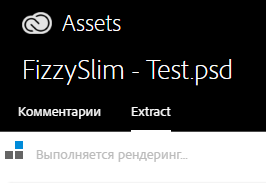 Assets
FizzySlim - Test.psd
Комментарии Extract
Выполняется рендеринг...